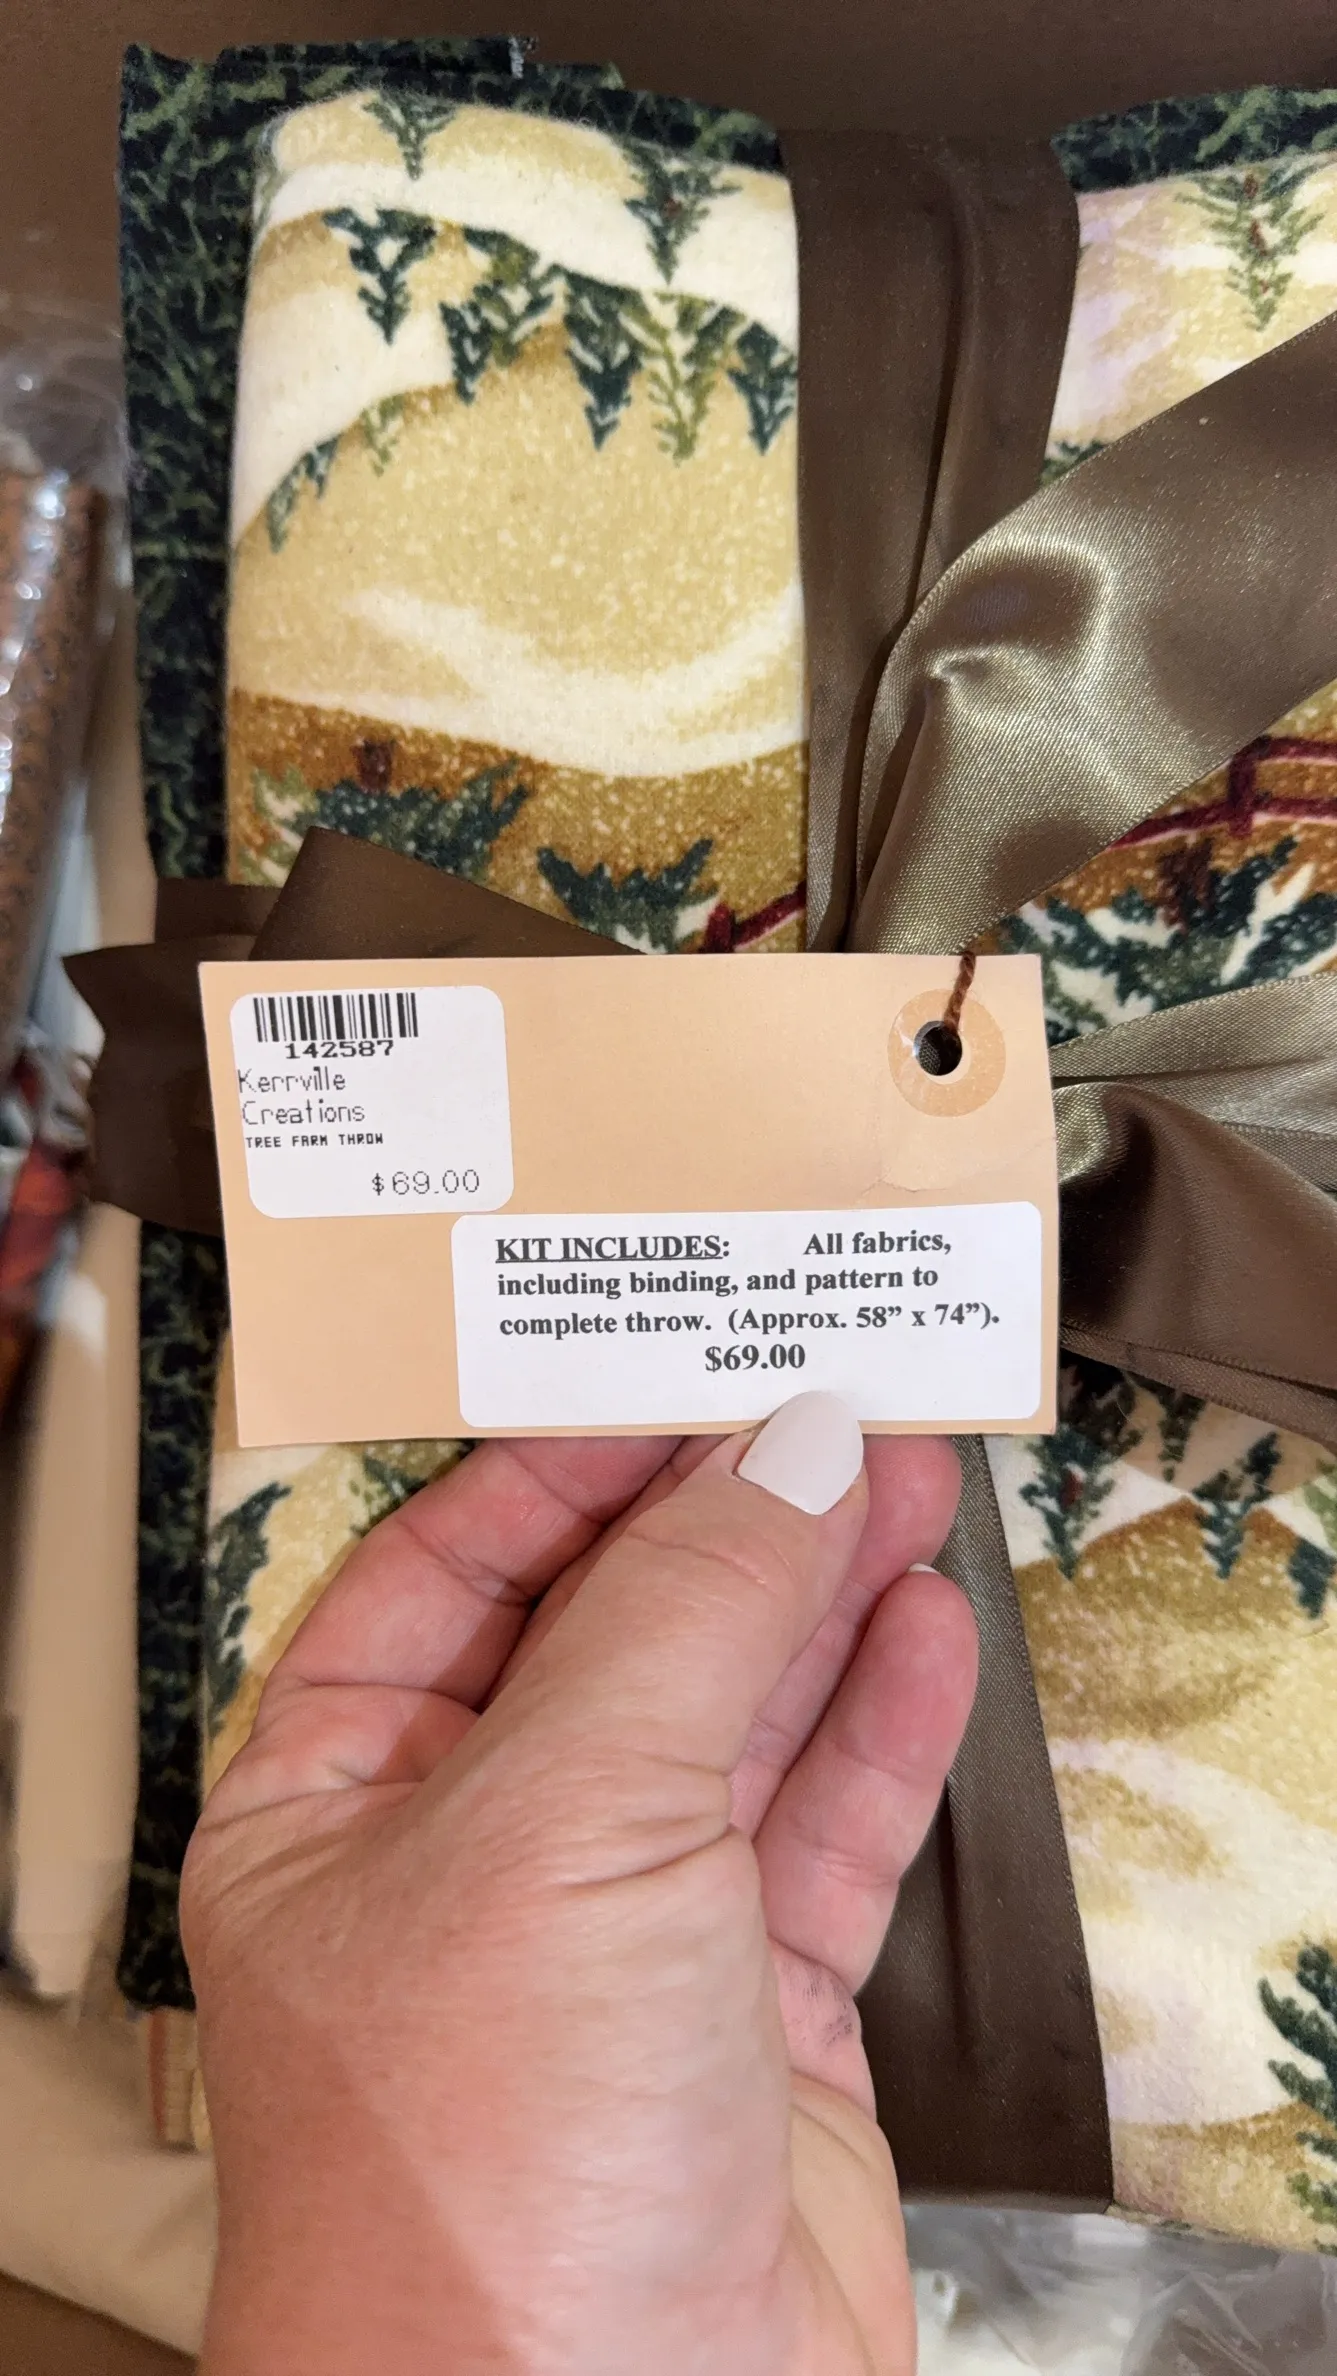 142587
Kerrville
Creations
TREE FARM THROW
$69.00
KIT INCLUDES: All fabrics,
including binding, and pattern to
complete throw. (Approx. 58” x 74”).
$69.00